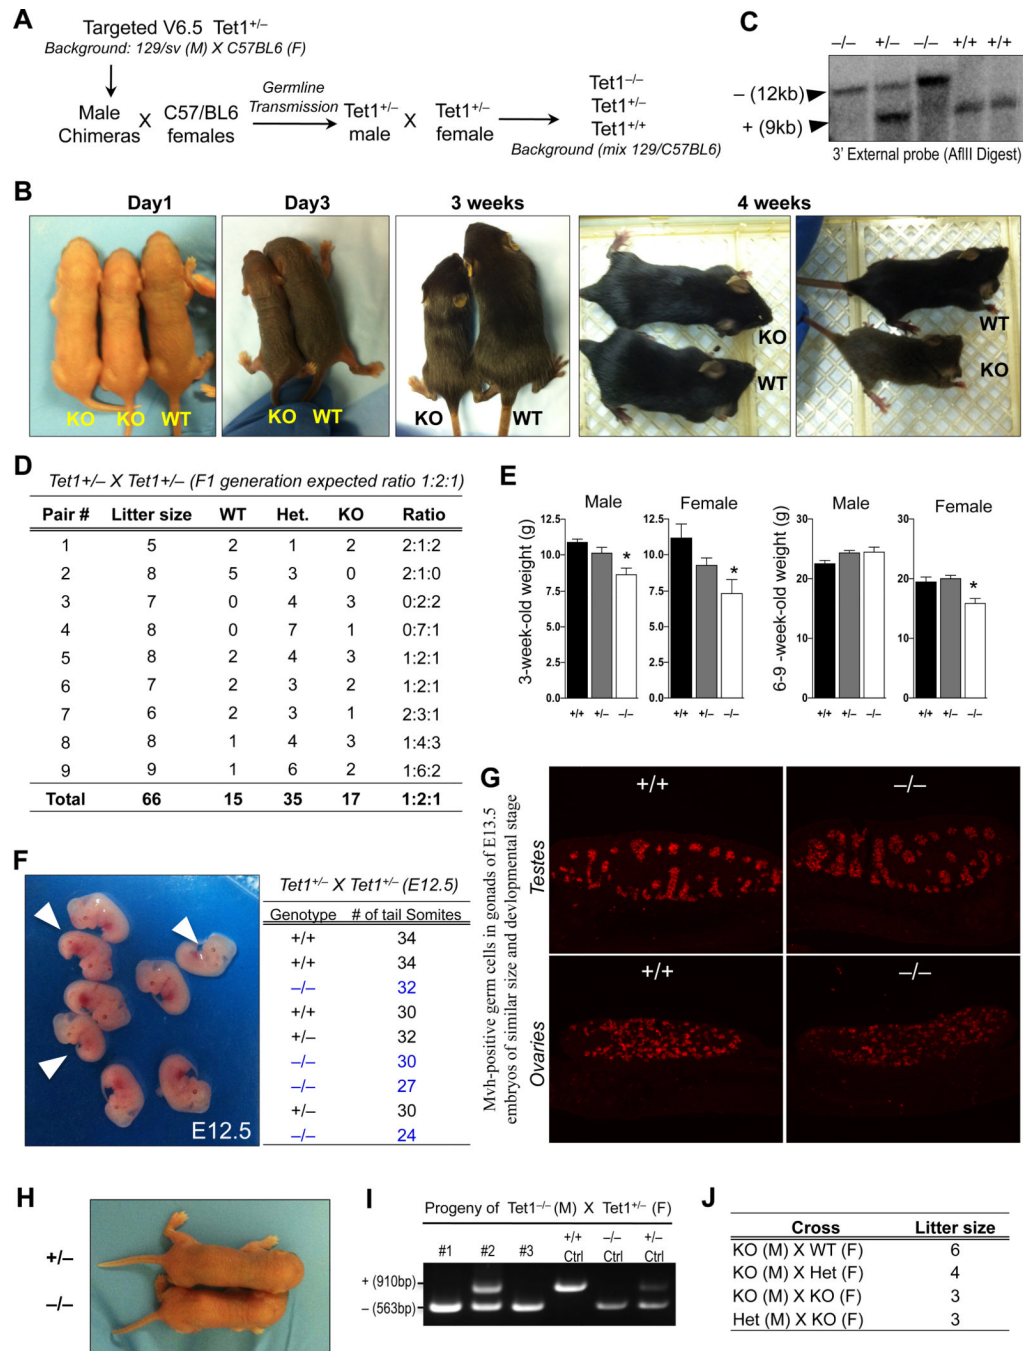 A
Targeted V6.5 Tet1+/–
Background: 129/sv (M) X C57BL6 (F)
Male Chimeras X C57/BL6 females
Germline Transmission
Tet1+/– male X Tet1+/– female
Tet1–/–
Tet1+/–
Tet1+/+
Background (mix 129/C57BL6)
C
–/– +/– –/– +/+ +/+
– (12kb)
+ (9kb)
3' External probe (AflII Digest)
B
Day1 Day3 3 weeks 4 weeks
KO KO WT
KO WT
KO WT
KO
WT
WT
KO
D
Tet1+/– X Tet1+/– (F1 generation expected ratio 1:2:1)
Pair # Litter size WT Het. KO Ratio
1 5 2 1 2 2:1:2
2 8 5 3 0 2:1:0
3 7 0 4 3 0:2:2
4 8 0 7 1 0:7:1
5 8 2 4 3 1:2:1
6 7 2 3 2 1:2:1
7 6 2 3 1 2:3:1
8 8 1 4 3 1:4:3
9 9 1 6 2 1:6:2
Total 66 15 35 17 1:2:1
E
Male Female Male Female
3-week-old weight (g)
12.5
10.0
7.5
5.0
2.5
0.0
*
+/+ +/– –/–
12.5
10.0
7.5
5.0
2.5
0.0
*
+/+ +/– –/–
6–9 -week-old weight (g)
30
20
10
0
+/+ +/– –/–
30
20
10
0
*
+/+ +/– –/–
F
E12.5
Tet1+/– X Tet1+/– (E12.5)
Genotype # of tail Somites
+/+ 34
+/+ 34
–/– 32
+/+ 30
+/– 32
–/– 30
–/– 27
+/– 30
–/– 24
G
Mvh-positive germ cells in gonads of E13.5
embryos of similar size and devlopmental stage
Testes
+/+ –/–
Ovaries
+/+ –/–
H
+/–
–/–
I
Progeny of Tet1–/– (M) X Tet1+/– (F)
#1 #2 #3 +/+ Ctrl –/– Ctrl +/– Ctrl
+ (910bp)
– (563bp)
J
Cross Litter size
KO (M) X WT (F) 6
KO (M) X Het (F) 4
KO (M) X KO (F) 3
Het (M) X KO (F) 3